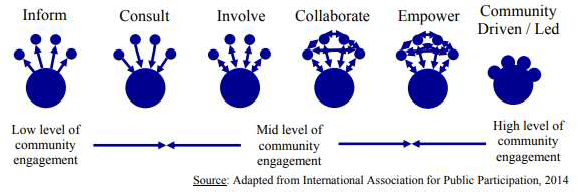 Inform
Consult
Involve
Collaborate
Empower
Community
Driven / Led
Low level of
community
engagement
Mid level of
community
engagement
High level of
community
engagement
Source: Adapted from International Association for Public Participation, 2014